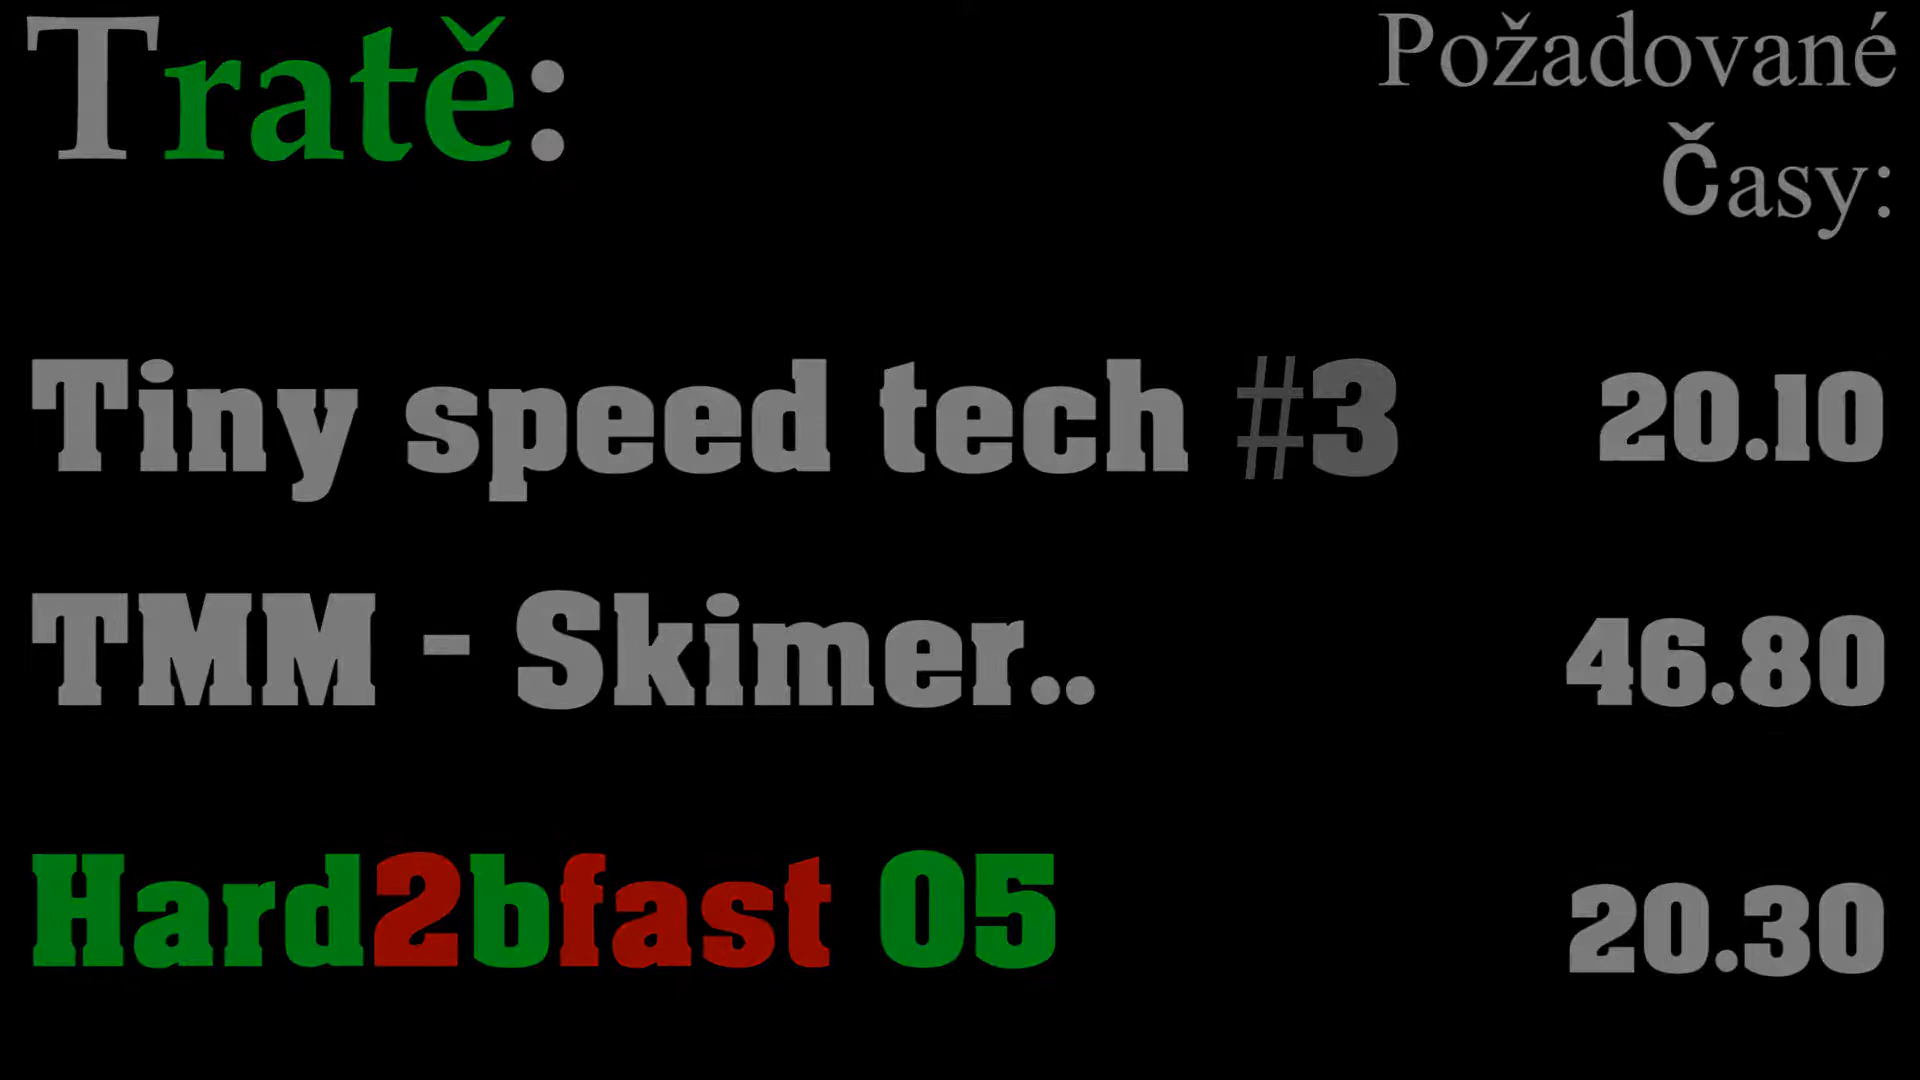 Tratě:
Požadované
Časy:
Tiny speed tech #3 20.10
TMM - Skimer.. 46.80
Hard2bfast 05 20.30